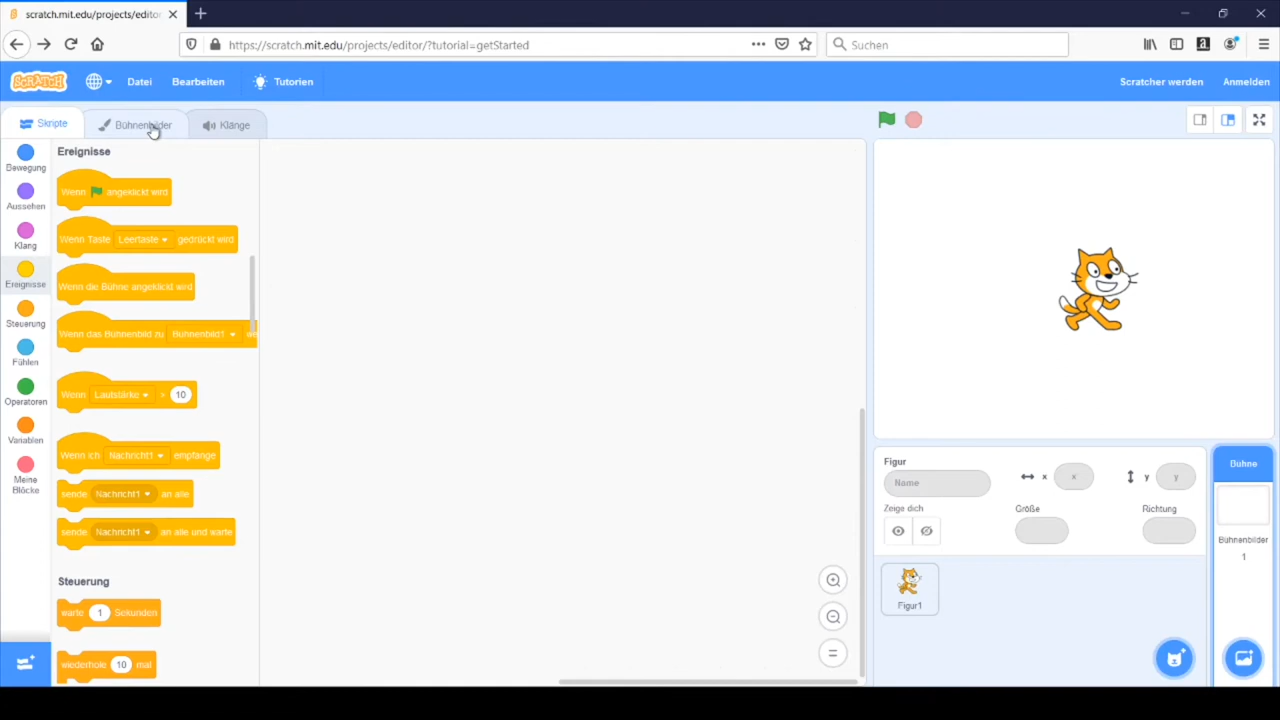 scratch.mit.edu/projects/editor
https://scratch.mit.edu/projects/editor/?tutorial=getStarted
Suchen
SCRATCH
Datei
Bearbeiten
Tutorien
Scratcher werden
Anmelden
Skripte
Bühnenbilder
Klänge
Bewegung
Aussehen
Klang
Ereignisse
Steuerung
Fühlen
Operatoren
Variablen
Meine
Blöcke
Ereignisse
Wenn angeklickt wird
Wenn Taste Leertaste gedrückt wird
Wenn die Bühne angeklickt wird
Wenn das Bühnenbild zu Bühnenbild1 we
Wenn Lautstärke > 10
Wenn ich Nachricht1 empfange
sende Nachricht1 an alle
sende Nachricht1 an alle und warte
Steuerung
warte 1 Sekunden
wiederhole 10 mal
Figur
Name
x x
y y
Zeige dich
Größe
Richtung
Figur1
Bühne
Bühnenbilder
1